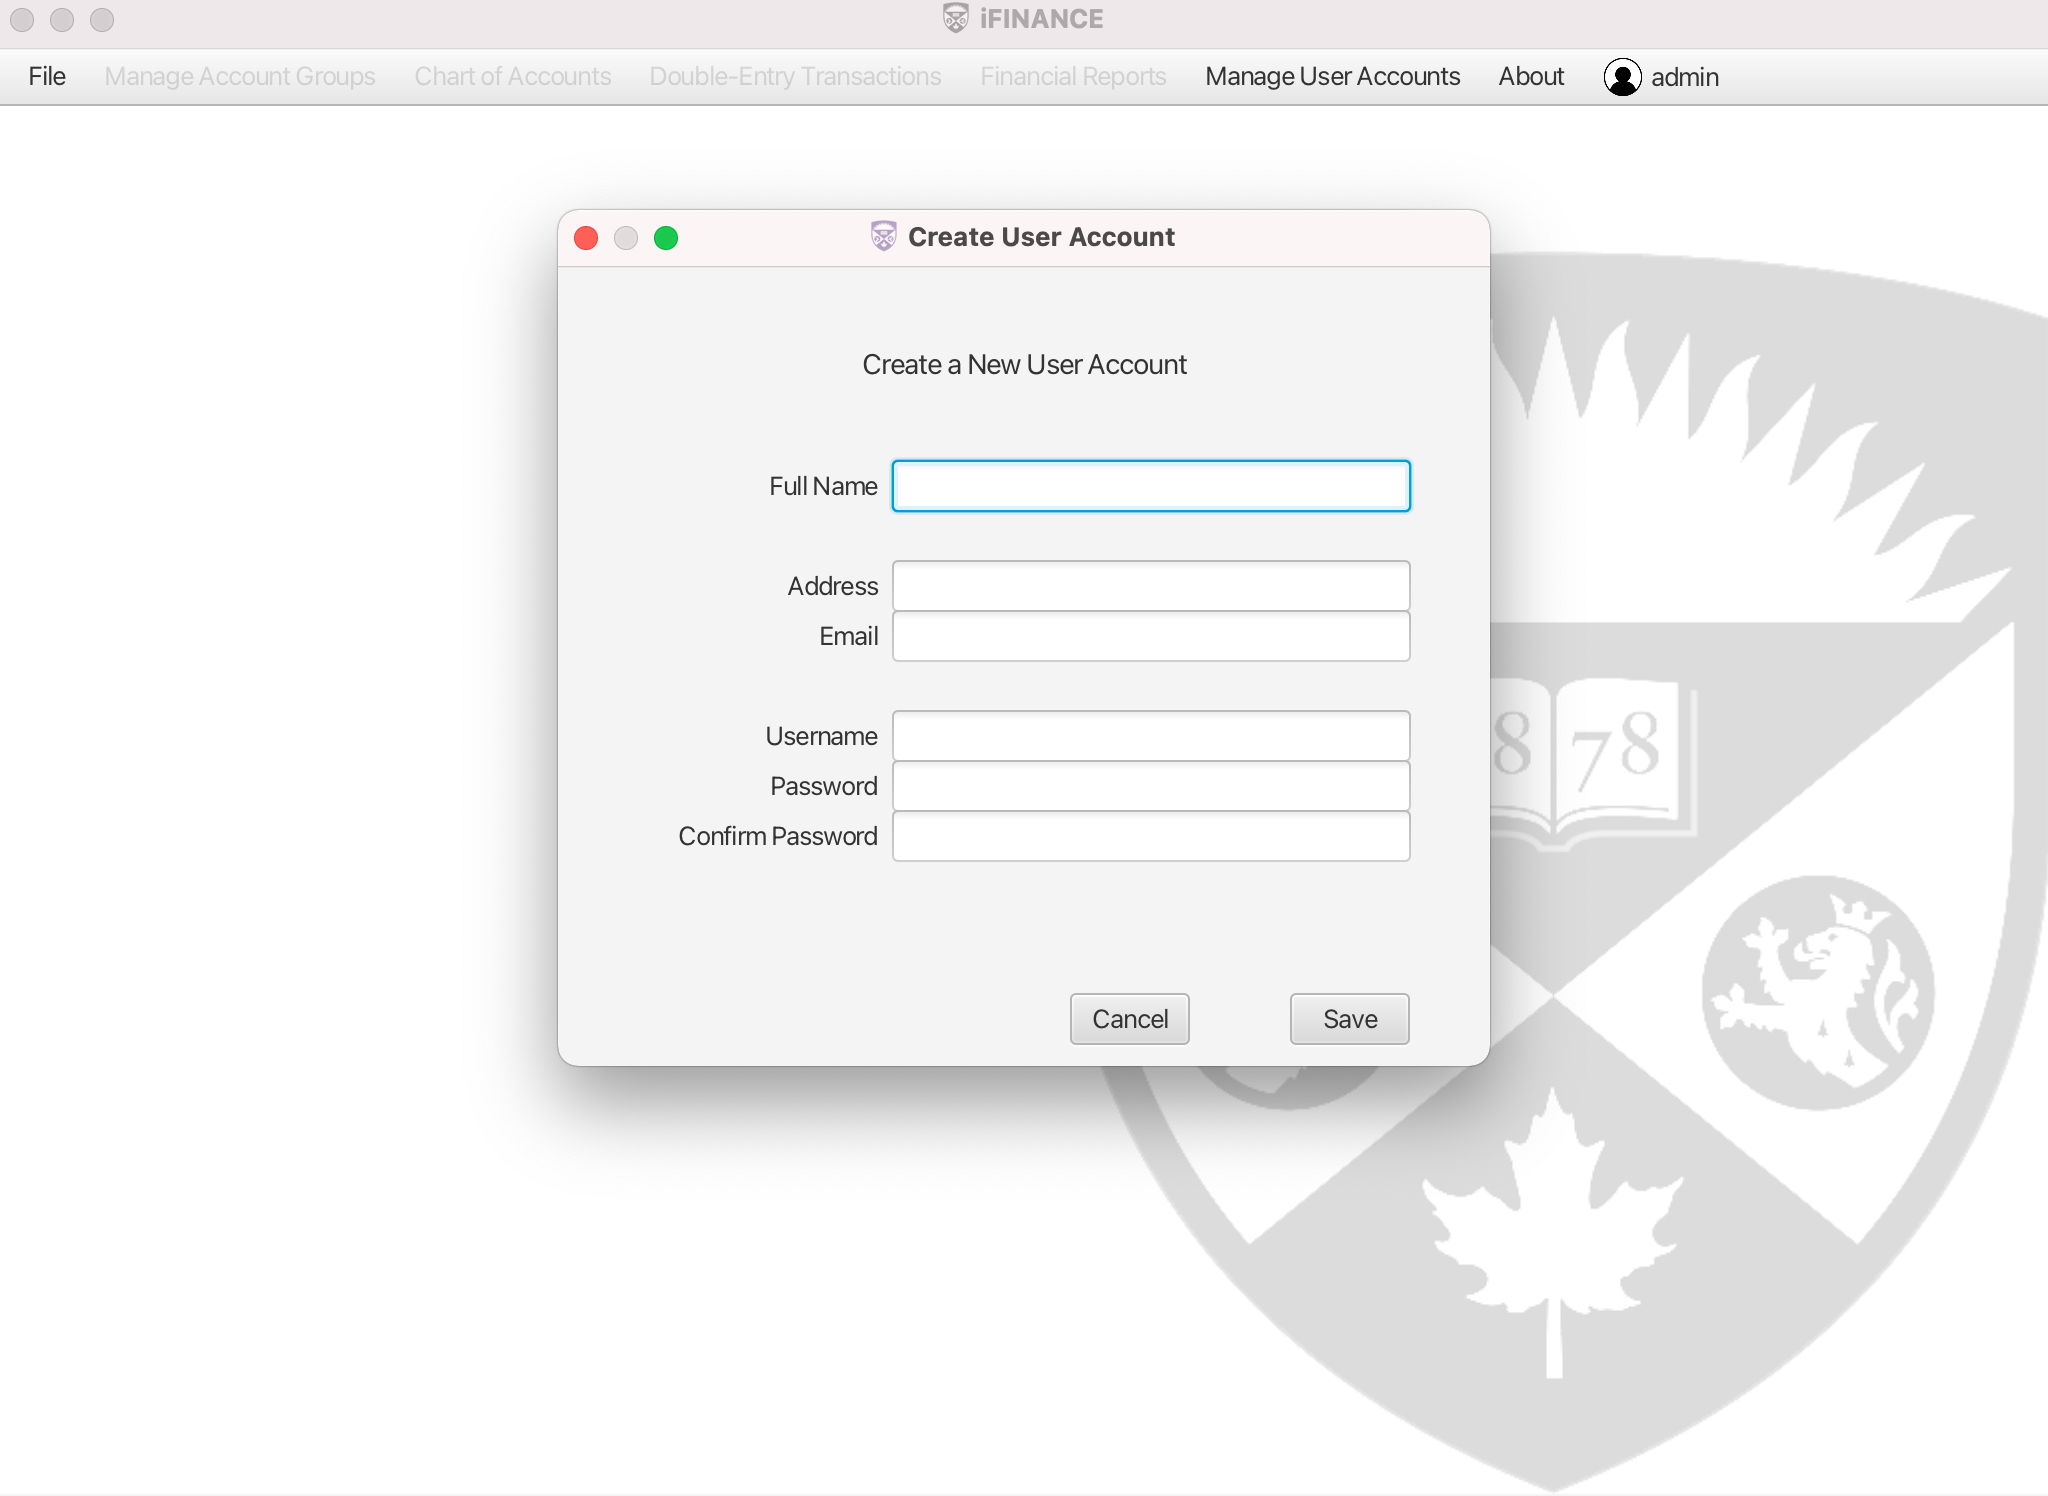 iFINANCE
File Manage Account Groups Chart of Accounts Double-Entry Transactions Financial Reports Manage User Accounts About admin
Create User Account
Create a New User Account
Full Name
Address
Email
Username
Password
Confirm Password
Cancel Save
8 78